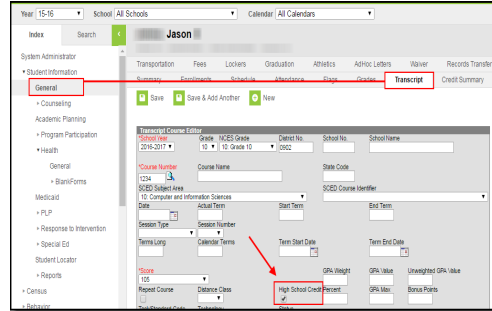 Year 15-16 School All Schools Calendar All Calendars
Index Search
Jason
System Administrator
Student Information
General
Counseling
Academic Planning
Program Participation
Health
General
BlankForms
Medicaid
PLP
Response to Intervention
Special Ed
Student Locator
Reports
Census
Behavior
Transportation Fees Lockers Graduation Athletics AdHoc Letters Waiver Records Transfer
Summary Enrollments Schedule Attendance Flags Grades Transcript Credit Summary
Save Save & Add Another New
Transcript Course Editor
*School Year Grade NCES Grade District No. School No. School Name
2016-2017 10 10: Grade 10 0902
*Course Number Course Name State Code
1234
SCED Subject Area SCED Course Identifier
10: Computer and Information Sciences
Date Actual Term Start Term End Term
Session Type Session Number
Terms Long Calendar Terms Term Start Date Term End Date
*Score GPA Weight GPA Value Unweighted GPA Value
105
Repeat Course Distance Class High School Credit Percent GPA Max Bonus Points
Technology Status